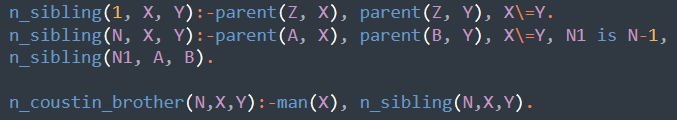 n_sibling(1, X, Y):-parent(Z, X), parent(Z, Y), X\=Y.
n_sibling(N, X, Y):-parent(A, X), parent(B, Y), X\=Y, N1 is N-1,
n_sibling(N1, A, B).
n_coustin_brother(N,X,Y):-man(X), n_sibling(N,X,Y).